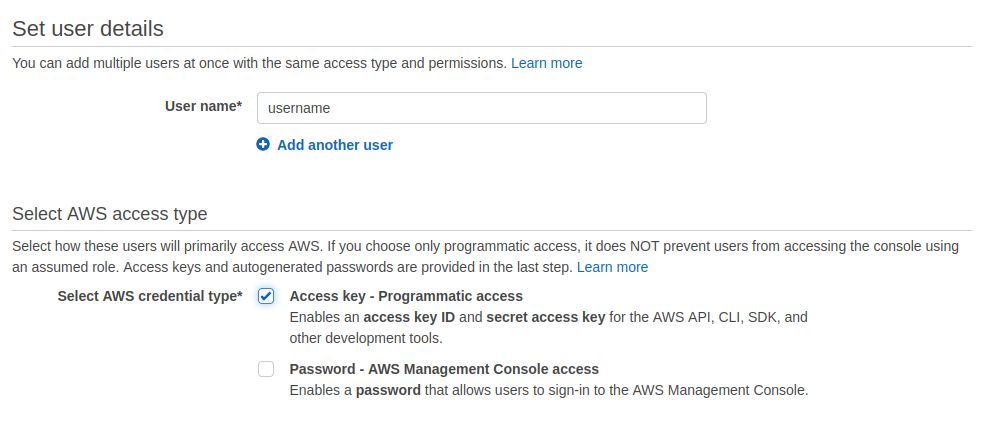 Set user details
You can add multiple users at once with the same access type and permissions. Learn more
User name* username
Add another user
Select AWS access type
Select how these users will primarily access AWS. If you choose only programmatic access, it does NOT prevent users from accessing the console using
an assumed role. Access keys and autogenerated passwords are provided in the last step. Learn more
Select AWS credential type* Access key - Programmatic access
Enables an access key ID and secret access key for the AWS API, CLI, SDK, and
other development tools.
Password - AWS Management Console access
Enables a password that allows users to sign-in to the AWS Management Console.